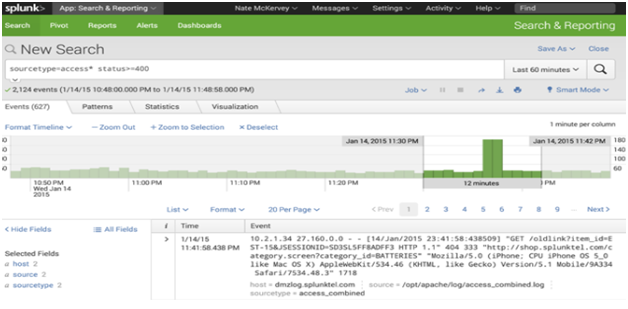 splunk> App: Search & Reporting Nate McKervey Messages Settings Activity Help Find
Search Pivot Reports Alerts Dashboards Search & Reporting
New Search Save As Close
sourcetype=access* status>=400 Last 60 minutes
2,124 events (1/14/15 10:48:00.000 PM to 1/14/15 11:48:58.000 PM) Job Smart Mode
Events (627) Patterns Statistics Visualization
Format Timeline – Zoom Out + Zoom to Selection × Deselect 1 minute per column
Jan 14, 2015 11:30 PM Jan 14, 2015 11:42 PM
180
140
100
60
10:50 PM 11:00 PM 11:10 PM 11:20 PM 12 minutes PM
Wed Jan 14
2015
List Format 20 Per Page < Prev 1 2 3 4 5 6 7 8 9 ... Next >
< Hide Fields All Fields i Time Event
Selected Fields
a host 2
a source 2
a sourcetype 2
> 1/14/15
11:41:58.438 PM
10.2.1.34 27.160.0.0 - - [14/Jan/2015 23:41:58:438509] "GET /oldlink?item_id=E
ST-15&JSESSIONID=SD3SL5FF8ADFF3 HTTP 1.1" 404 333 "http://shop.splunktel.com/c
ategory.screen?category_id=BATTERIES" "Mozilla/5.0 (iPhone; CPU iPhone OS 5_0
like Mac OS X) AppleWebKit/534.46 (KHTML, like Gecko) Version/5.1 Mobile/9A334
Safari/7534.48.3" 1718
host = dmzlog.splunktel.com source = /opt/apache/log/access_combined.log
sourcetype = access_combined